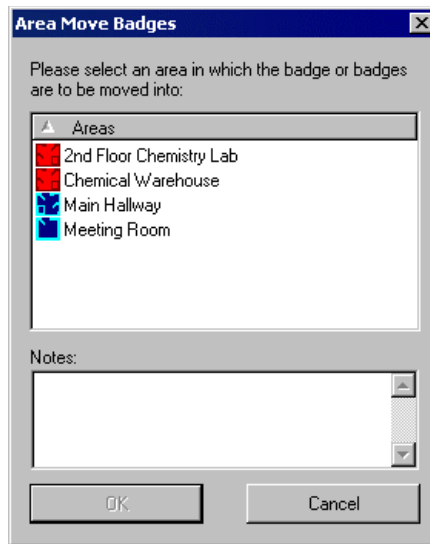 Area Move Badges
Please select an area in which the badge or badges
are to be moved into:
Areas
2nd Floor Chemistry Lab
Chemical Warehouse
Main Hallway
Meeting Room
Notes:
OK
Cancel